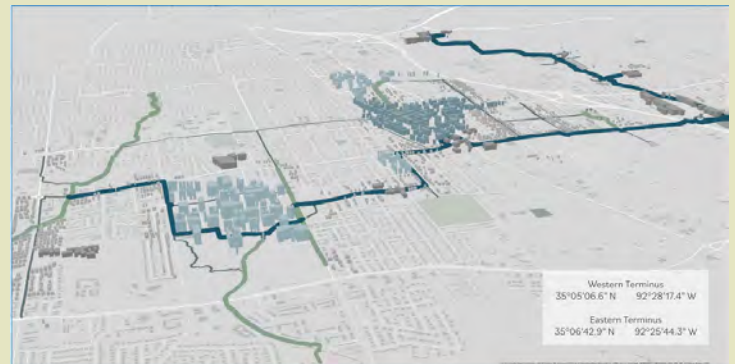 Western Terminus
35°05'06.6" N 92°28'17.4" W
Eastern Terminus
35°06'42.9" N 92°25'44.3" W